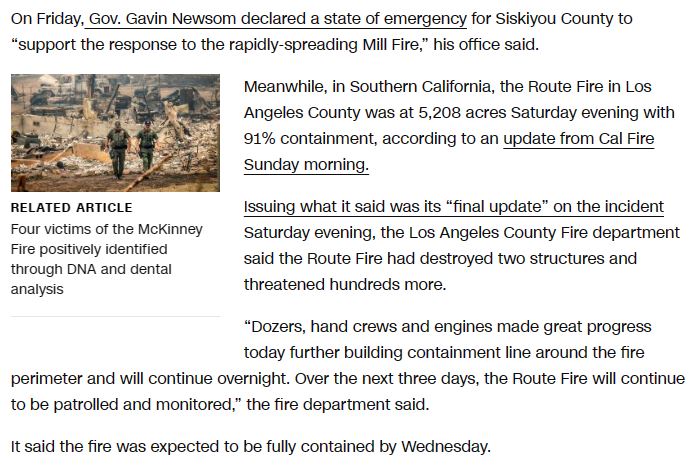 On Friday, Gov. Gavin Newsom declared a state of emergency for Siskiyou County to
“support the response to the rapidly-spreading Mill Fire,” his office said.
RELATED ARTICLE
Four victims of the McKinney
Fire positively identified
through DNA and dental
analysis
Meanwhile, in Southern California, the Route Fire in Los
Angeles County was at 5,208 acres Saturday evening with
91% containment, according to an update from Cal Fire
Sunday morning.
Issuing what it said was its “final update” on the incident
Saturday evening, the Los Angeles County Fire department
said the Route Fire had destroyed two structures and
threatened hundreds more.
“Dozers, hand crews and engines made great progress
today further building containment line around the fire
perimeter and will continue overnight. Over the next three days, the Route Fire will continue
to be patrolled and monitored,” the fire department said.
It said the fire was expected to be fully contained by Wednesday.